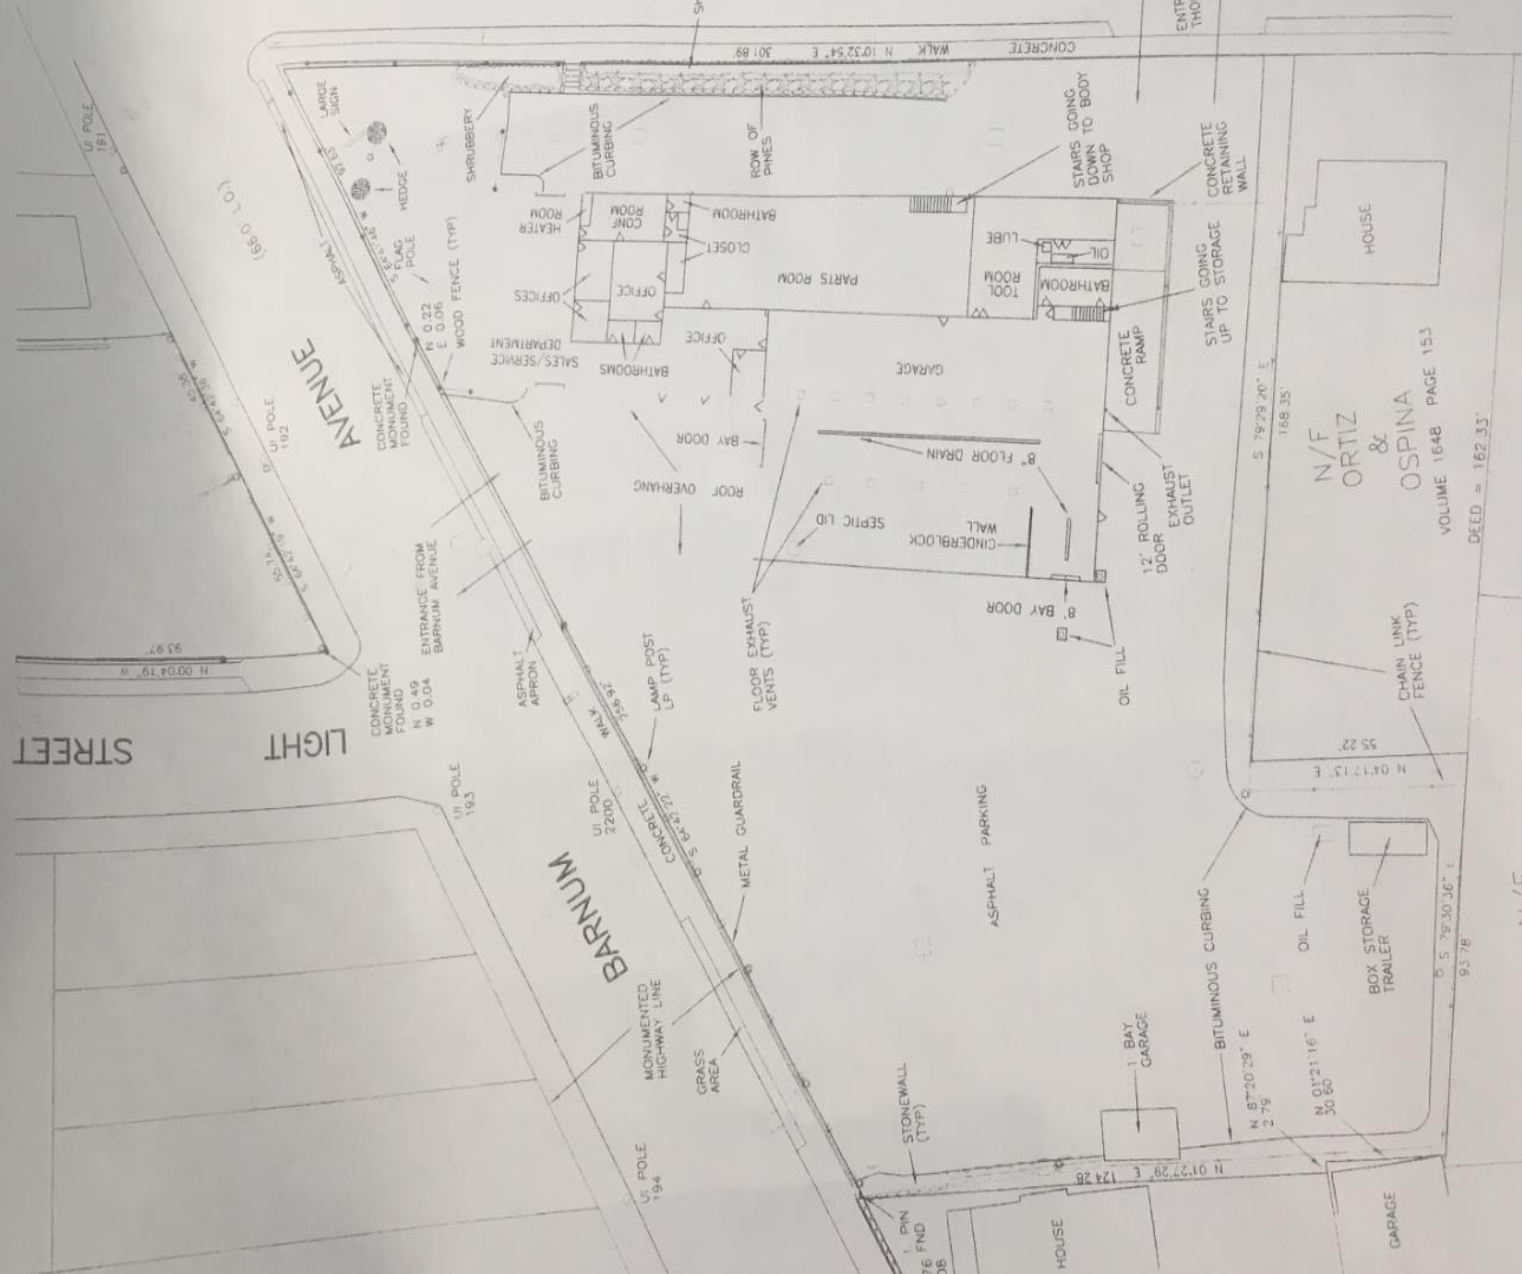 UI POLE
191
(660' LO)
LARGE
SIGN
HEDGE
ASPHALT
FLAG
POLE
N 0.22
E 0.06
WOOD FENCE (TYP)
AVENUE
CONCRETE
MONUMENT
FOUND
UI POLE
192
BITUMINOUS
CURBING
ENTRANCE FROM
BARNUM AVENUE
ASPHALT
APRON
CONCRETE
MONUMENT
FOUND
N 0.49
W 0.04
N 00°04'19" W
93.97'
LIGHT
STREET
UI POLE
193
UI POLE
2200
BARNUM
CONCRETE
WALK
256.92'
S 64°43'27" W
LAMP POST
LP (TYP)
METAL GUARDRAIL
MONUMENTED
HIGHWAY LINE
GRASS
AREA
UI POLE
194
STONEWALL
(TYP)
PIN
FND
HOUSE
N 01°27'29" E 124.28
1 BAY
GARAGE
BITUMINOUS CURBING
N 87°20'29" E
2.79
N 01°21'16" E
30.60
GARAGE
OIL FILL
BOX STORAGE
TRAILER
S 79°30'36" E
93.78'
N 04°17'13" E
55.22'
CHAIN LINK
FENCE (TYP)
ASPHALT PARKING
CONCRETE
WALK
N 10°32'54" E
301.89'
SHRUBBERY
BITUMINOUS
CURBING
ROW OF
PINES
STAIRS GOING
DOWN TO BODY
SHOP
CONCRETE
RETAINING
WALL
HEATER
ROOM
CONF
ROOM
BATHROOM
CLOSET
OFFICES
OFFICE
PARTS ROOM
LUBE
OIL
TOOL
ROOM
BATHROOM
STAIRS GOING
UP TO STORAGE
SALES/SERVICE
DEPARTMENT
BATHROOMS
OFFICE
GARAGE
CONCRETE
RAMP
BAY DOOR
ROOF OVERHANG
8" FLOOR DRAIN
SEPTIC LID
CINDERBLOCK
WALL
12' ROLLING
DOOR
EXHAUST
OUTLET
8' BAY DOOR
OIL FILL
FLOOR EXHAUST
VENTS (TYP)
HOUSE
S 79°29'20" E
168.35'
N/F
ORTIZ
&
OSPINA
VOLUME 1648 PAGE 153
DEED = 162.33'